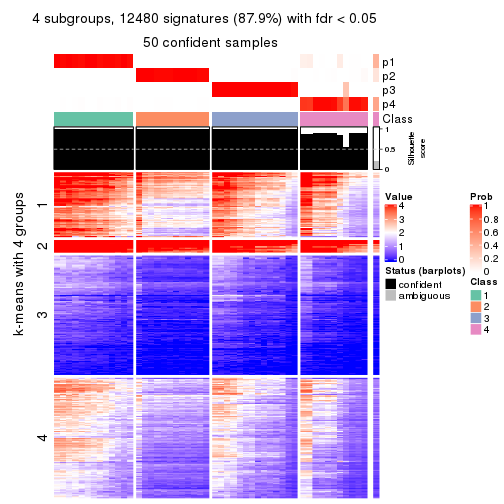 4 subgroups, 12480 signatures (87.9%) with fdr < 0.05
50 confident samples
p1
p2
p3
p4
Class
1
0.5
0
Silhouette
score
k-means with 4 groups
1
2
3
4
Value
4
3
2
1
0
Status (barplots)
confident
ambiguous
Prob
1
0.8
0.6
0.4
0.2
0
Class
1
2
3
4